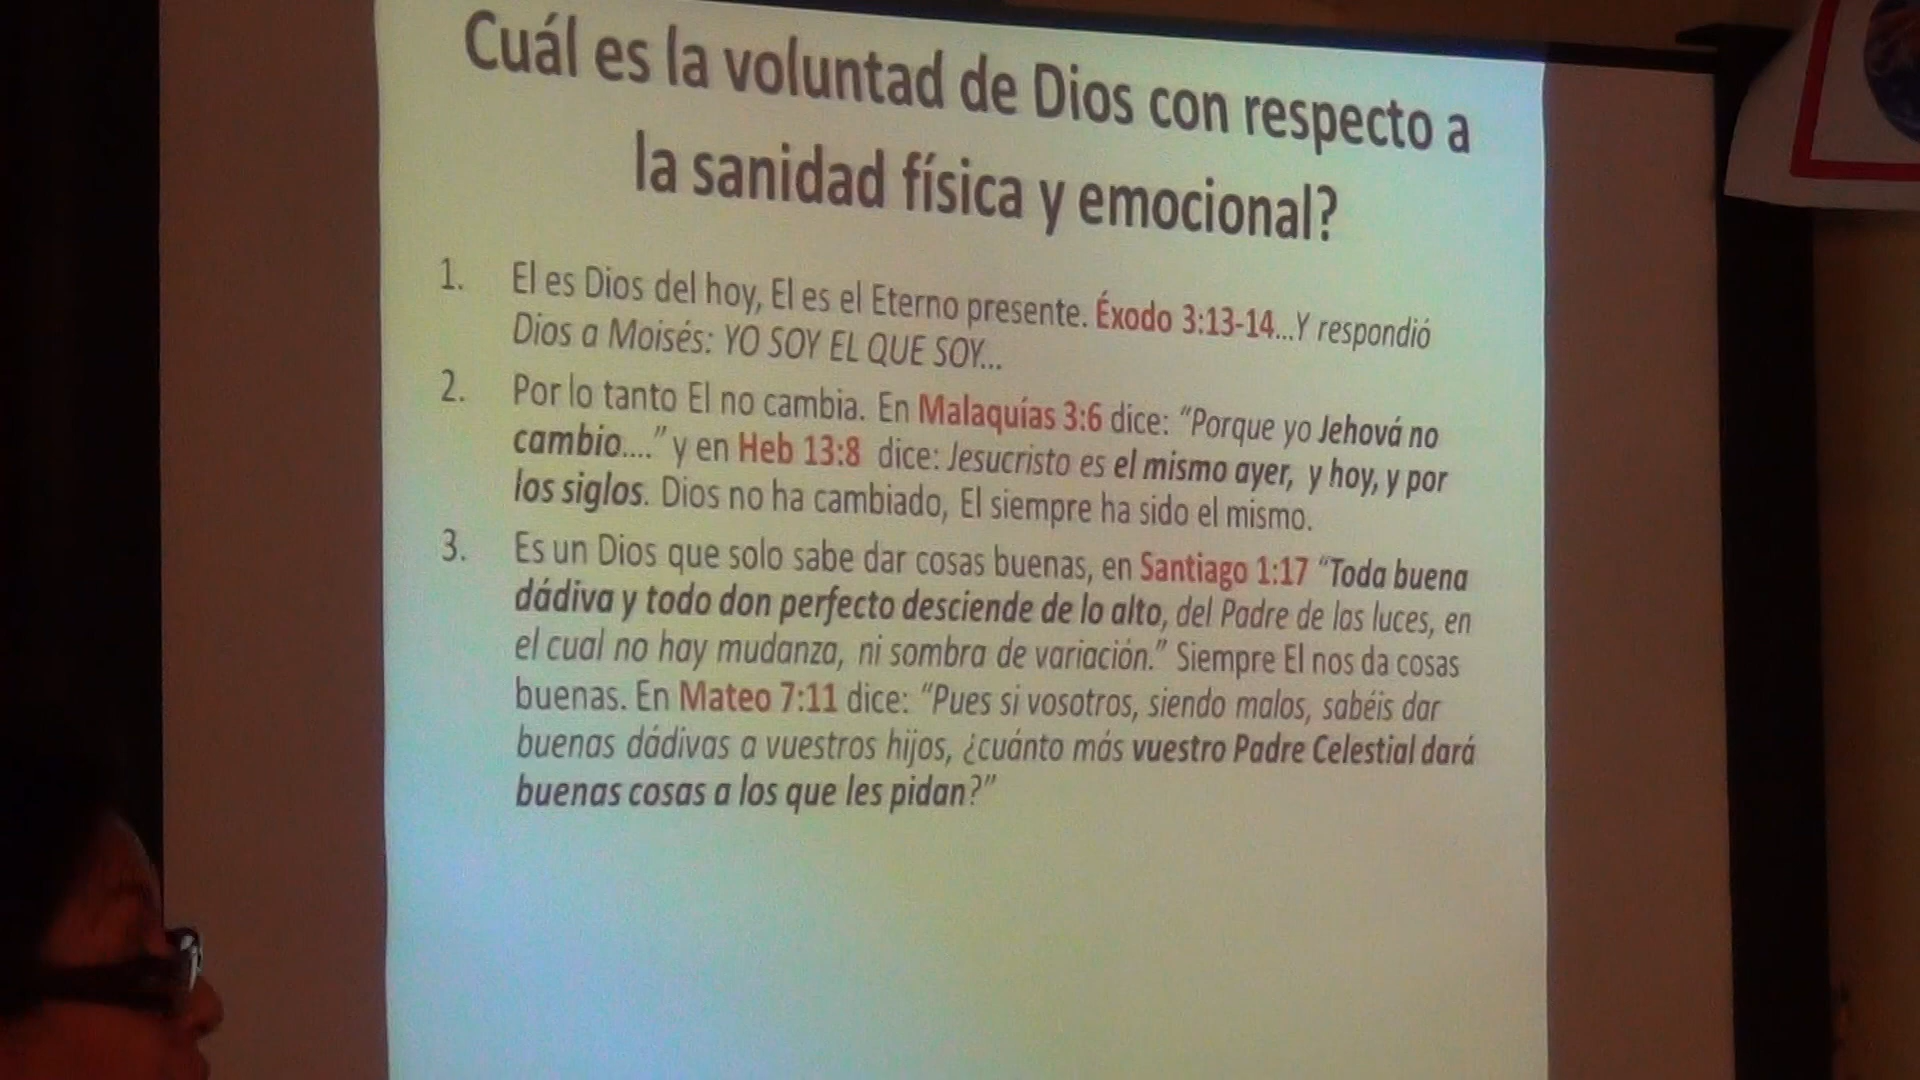 Cuál es la voluntad de Dios con respecto a
la sanidad física y emocional?
1. El es Dios del hoy, El es el Eterno presente. Éxodo 3:13-14...Y respondió
Dios a Moisés: YO SOY EL QUE SOY...
2. Por lo tanto El no cambia. En Malaquías 3:6 dice: “Porque yo Jehová no
cambio....” y en Heb 13:8 dice: Jesucristo es el mismo ayer, y hoy, y por
los siglos. Dios no ha cambiado, El siempre ha sido el mismo.
3. Es un Dios que solo sabe dar cosas buenas, en Santiago 1:17 “Toda buena
dádiva y todo don perfecto desciende de lo alto, del Padre de las luces, en
el cual no hay mudanza, ni sombra de variación.” Siempre El nos da cosas
buenas. En Mateo 7:11 dice: “Pues si vosotros, siendo malos, sabéis dar
buenas dádivas a vuestros hijos, ¿cuánto más vuestro Padre Celestial dará
buenas cosas a los que les pidan?”